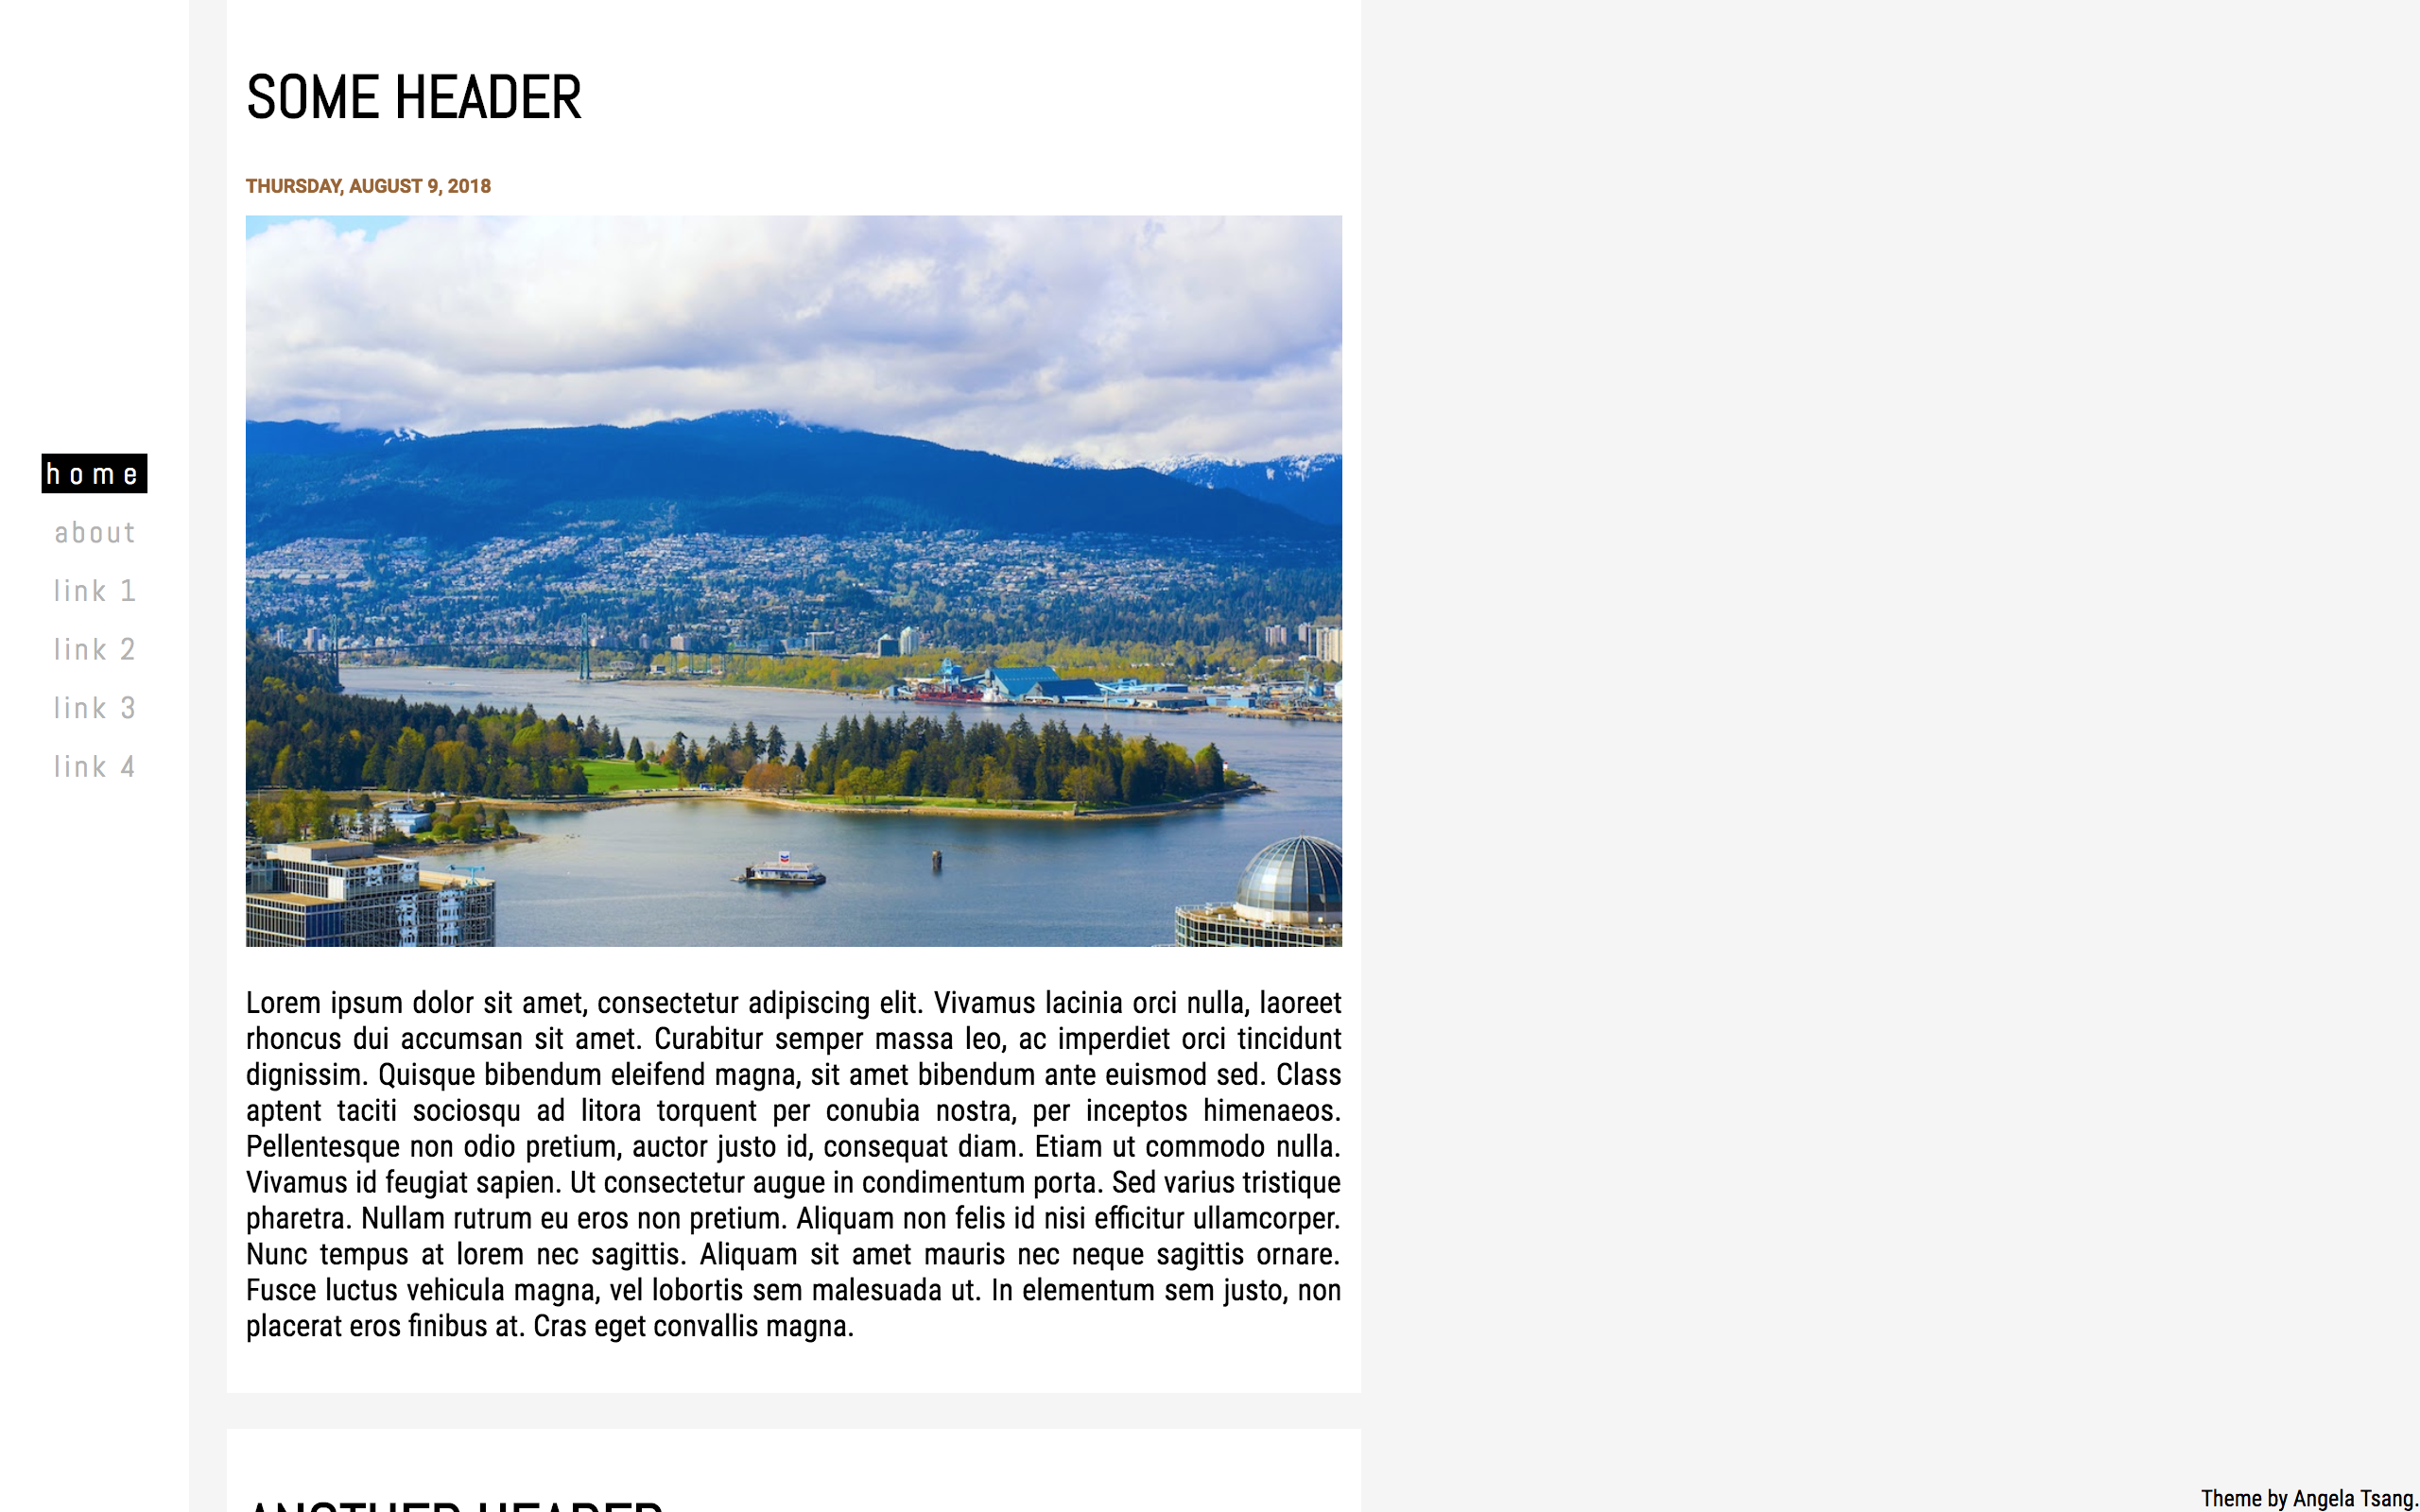 home
about
link 1
link 2
link 3
link 4
SOME HEADER
THURSDAY, AUGUST 9, 2018
Lorem ipsum dolor sit amet, consectetur adipiscing elit. Vivamus lacinia orci nulla, laoreet
rhoncus dui accumsan sit amet. Curabitur semper massa leo, ac imperdiet orci tincidunt
dignissim. Quisque bibendum eleifend magna, sit amet bibendum ante euismod sed. Class
aptent taciti sociosqu ad litora torquent per conubia nostra, per inceptos himenaeos.
Pellentesque non odio pretium, auctor justo id, consequat diam. Etiam ut commodo nulla.
Vivamus id feugiat sapien. Ut consectetur augue in condimentum porta. Sed varius tristique
pharetra. Nullam rutrum eu eros non pretium. Aliquam non felis id nisi efficitur ullamcorper.
Nunc tempus at lorem nec sagittis. Aliquam sit amet mauris nec neque sagittis ornare.
Fusce luctus vehicula magna, vel lobortis sem malesuada ut. In elementum sem justo, non
placerat eros finibus at. Cras eget convallis magna.
ANOTHER HEADER
Theme by Angela Tsang.